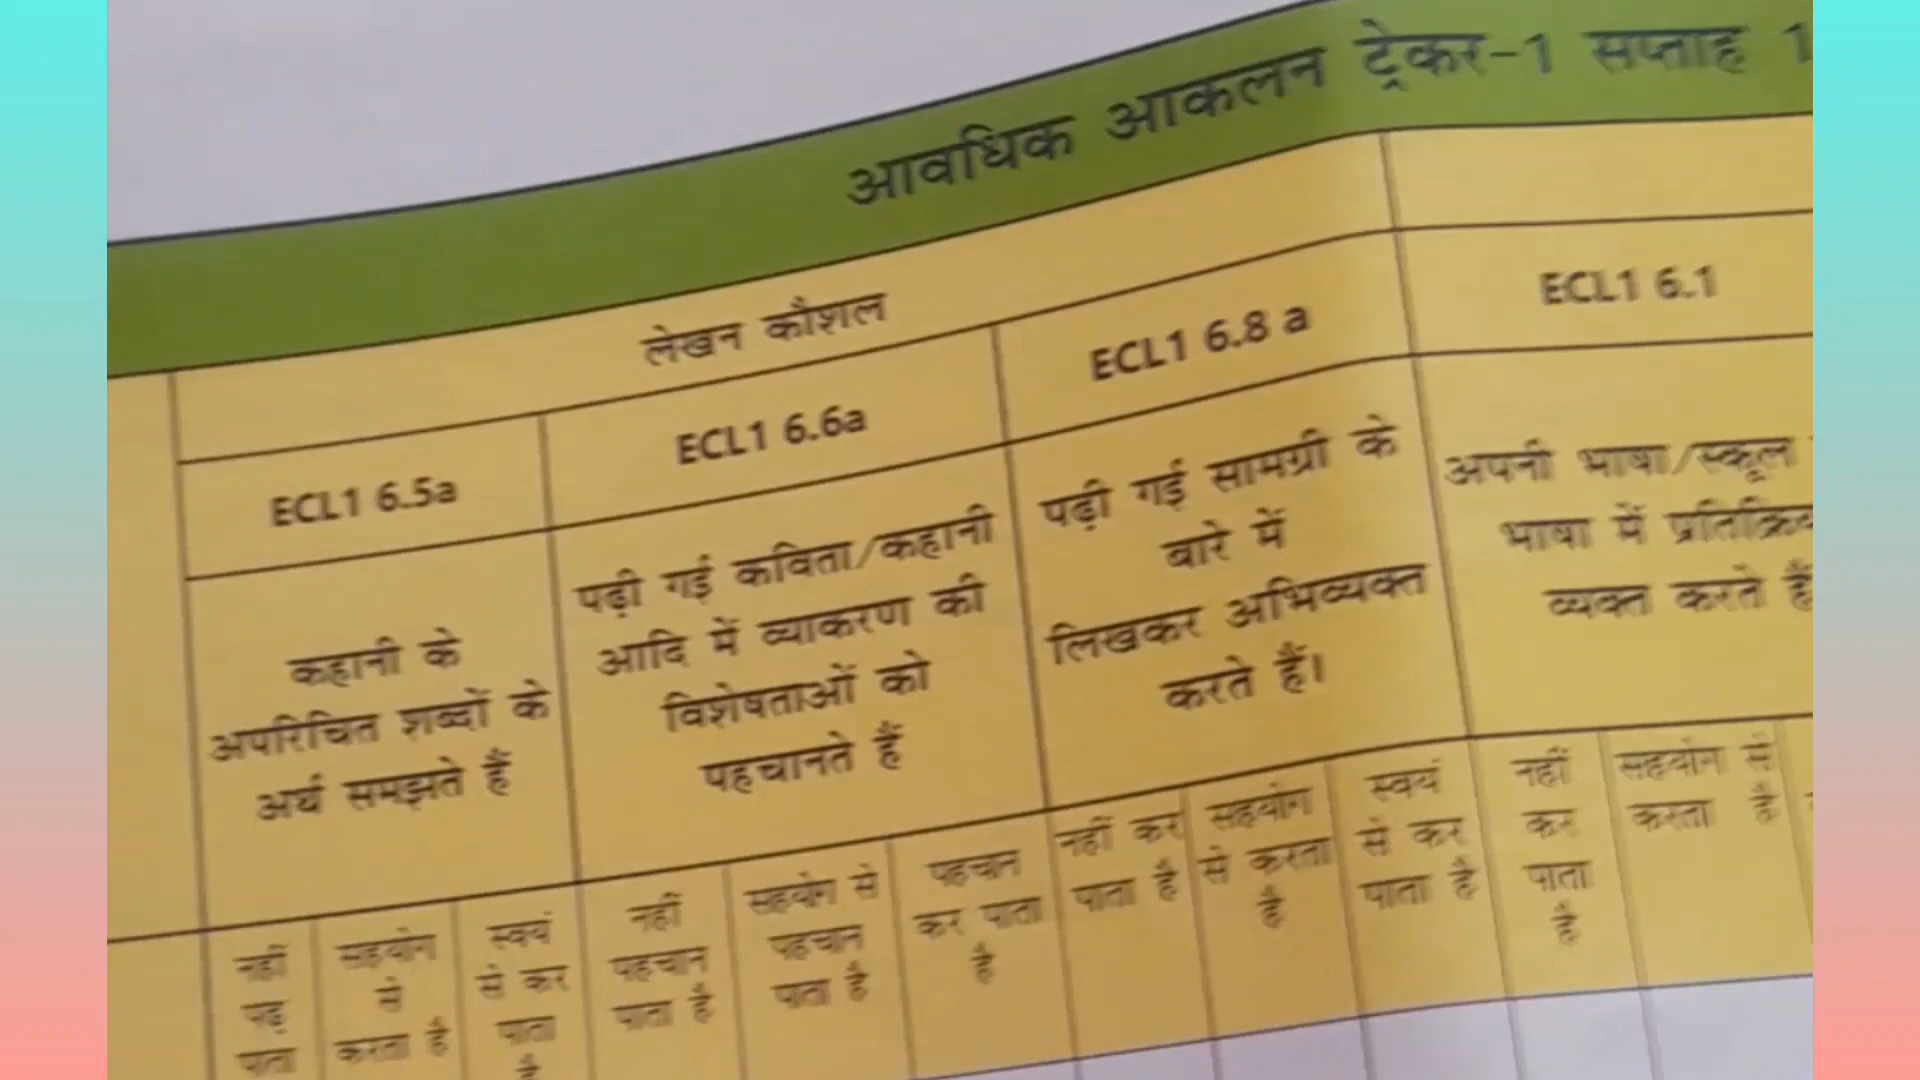 आवधिक आकलन ट्रेकर-1 सप्ताह 1
लेखन कौशल
ECL1 6.5a
ECL1 6.6a
ECL1 6.8 a
ECL1 6.1
कहानी के
अपरिचित शब्दों के
अर्थ समझते हैं
पढ़ी गई कविता/कहानी
आदि में व्याकरण की
विशेषताओं को
पहचानते हैं
पढ़ी गई सामग्री के
बारे में
लिखकर अभिव्यक्त
करते हैं।
अपनी भाषा/स्कूल
भाषा में
व्यक्त करते हैं
नहीं
पढ़
पाता
सहयोग
से
करता है
स्वयं
से कर
पाता
है
नहीं
पहचान
पाता है
सहयोग से
पहचान
पाता है
पहचान
कर पाता
है
नहीं कर
पाता है
सहयोग
से करता
है
स्वयं
से कर
पाता है
नहीं
कर
पाता
है
सहयोग से
करता है